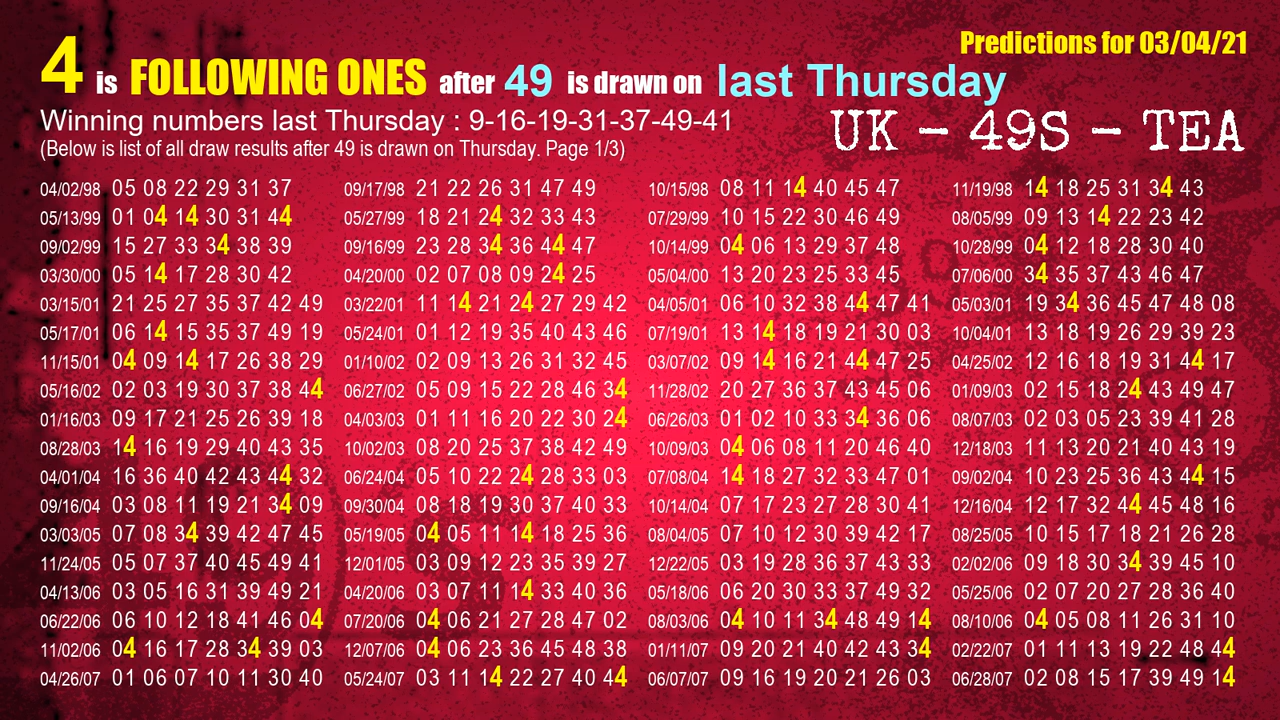 Predictions for 03/04/21
4 is FOLLOWING ONES after 49 is drawn on last Thursday
Winning numbers last Thursday : 9-16-19-31-37-49-41
UK - 49S - TEA
(Below is list of all draw results after 49 is drawn on Thursday. Page 1/3)
04/02/98 05 08 22 29 31 37 09/17/98 21 22 26 31 47 49 10/15/98 08 11 14 40 45 47 11/19/98 14 18 25 31 34 43
05/13/99 01 04 14 30 31 44 05/27/99 18 21 24 32 33 43 07/29/99 10 15 22 30 46 49 08/05/99 09 13 14 22 23 42
09/02/99 15 27 33 34 38 39 09/16/99 23 28 34 36 44 47 10/14/99 04 06 13 29 37 48 10/28/99 04 12 18 28 30 40
03/30/00 05 14 17 28 30 42 04/20/00 02 07 08 09 24 25 05/04/00 13 20 23 25 33 45 07/06/00 34 35 37 43 46 47
03/15/01 21 25 27 35 37 42 49 03/22/01 11 14 21 24 27 29 42 04/05/01 06 10 32 38 44 47 41 05/03/01 19 34 36 45 47 48 08
05/17/01 06 14 15 35 37 49 19 05/24/01 01 12 19 35 40 43 46 07/19/01 13 14 18 19 21 30 03 10/04/01 13 18 19 26 29 39 23
11/15/01 04 09 14 17 26 38 29 01/10/02 02 09 13 26 31 32 45 03/07/02 09 14 16 21 44 47 25 04/25/02 12 16 18 19 31 44 17
05/16/02 02 03 19 30 37 38 44 06/27/02 05 09 15 22 28 46 34 11/28/02 20 27 36 37 43 45 06 01/09/03 02 15 18 24 43 49 47
01/16/03 09 17 21 25 26 39 18 04/03/03 01 11 16 20 22 30 24 06/26/03 01 02 10 33 34 36 06 08/07/03 02 03 05 23 39 41 28
08/28/03 14 16 19 29 40 43 35 10/02/03 08 20 25 37 38 42 49 10/09/03 04 06 08 11 20 46 40 12/18/03 11 13 20 21 40 43 19
04/01/04 16 36 40 42 43 44 32 06/24/04 05 10 22 24 28 33 03 07/08/04 14 18 27 32 33 47 01 09/02/04 10 23 25 36 43 44 15
09/16/04 03 08 11 19 21 34 09 09/30/04 08 18 19 30 37 40 33 10/14/04 07 17 23 27 28 30 41 12/16/04 12 17 32 44 45 48 16
03/03/05 07 08 34 39 42 47 45 05/19/05 04 05 11 14 18 25 36 08/04/05 07 10 12 30 39 42 17 08/25/05 10 15 17 18 21 26 28
11/24/05 05 07 37 40 45 49 41 12/01/05 03 09 12 23 35 39 27 12/22/05 03 19 28 36 37 43 33 02/02/06 09 18 30 34 39 45 50
04/13/06 03 05 16 31 39 49 21 04/20/06 03 07 11 14 33 40 36 05/18/06 06 20 30 33 37 49 32 05/25/06 02 07 20 27 28 36 40
06/22/06 06 10 12 18 41 46 04 07/20/06 04 06 21 27 28 47 02 08/03/06 04 10 11 34 48 49 14 08/10/06 04 05 08 11 26 31 10
11/02/06 04 16 17 28 34 39 03 12/07/06 04 06 23 36 45 48 38 01/11/07 09 20 21 40 42 43 34 02/22/07 01 11 13 19 22 48 44
04/26/07 01 06 07 10 11 30 40 05/24/07 03 11 14 22 27 40 44 06/07/07 09 16 19 20 21 26 03 06/28/07 02 08 15 17 39 49 14